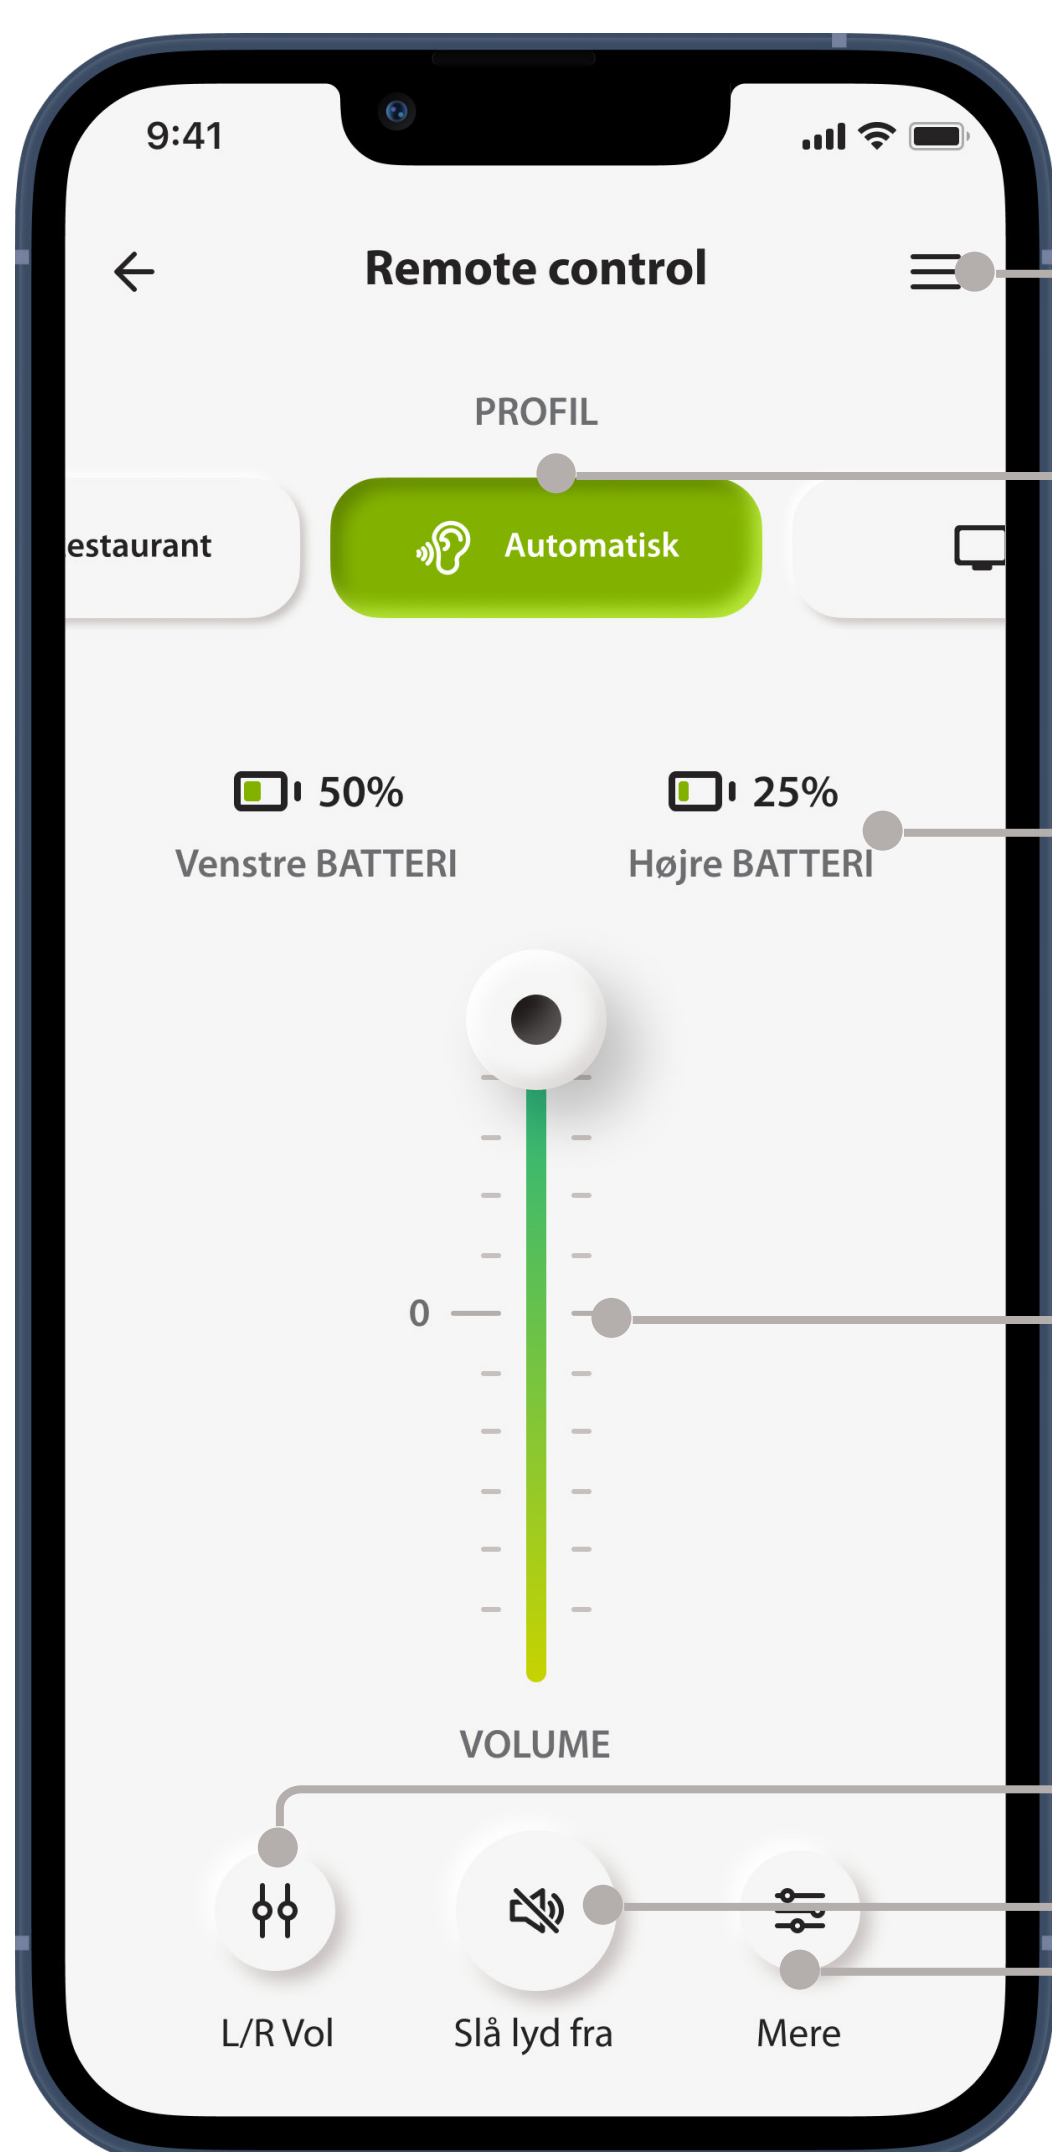 9:41
Remote control
PROFIL
estaurant
Automatisk
50%
25%
Venstre BATTERI
Højre BATTERI
0
VOLUME
L/R Vol
Slå lyd fra
Mere